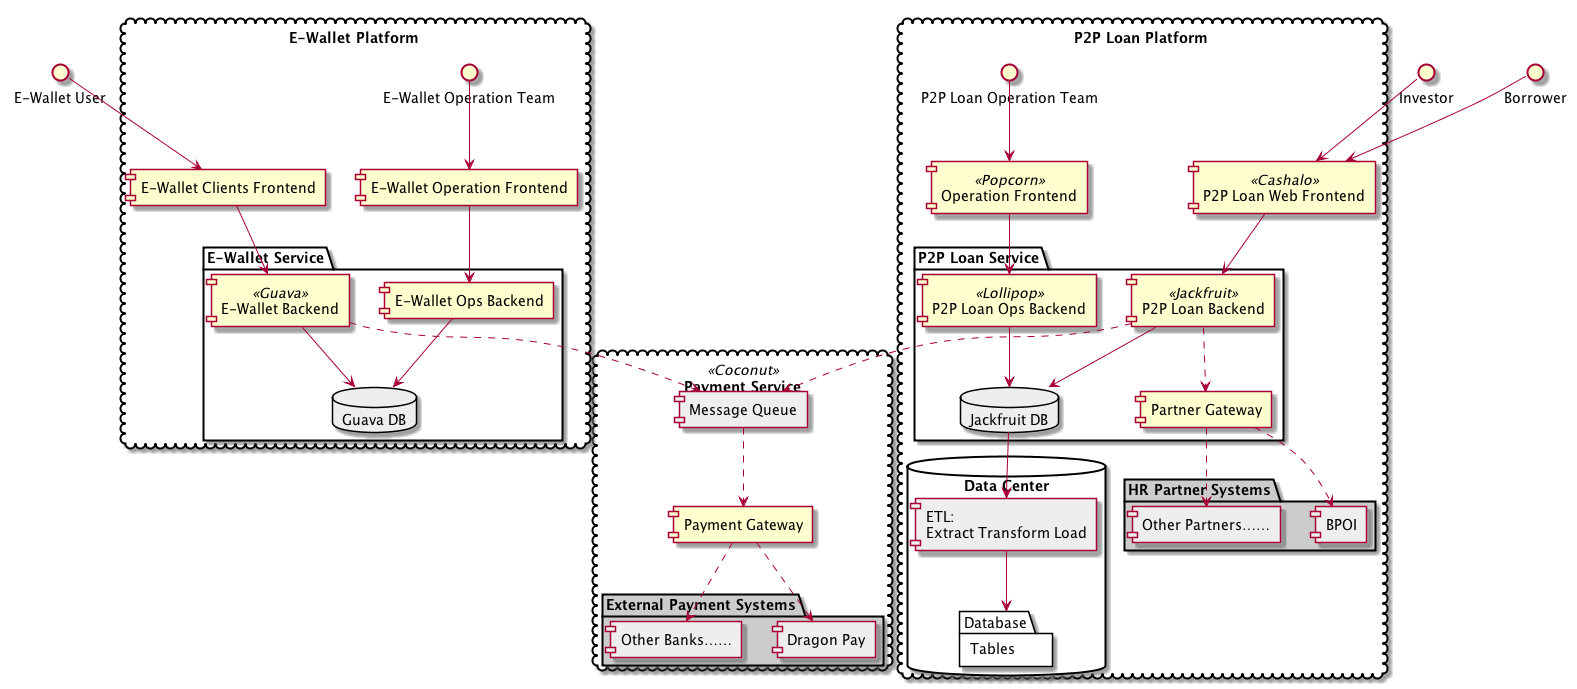 E-Wallet Platform
E-Wallet User
E-Wallet Operation Team
E-Wallet Clients Frontend
E-Wallet Operation Frontend
E-Wallet Service
«Guava»
E-Wallet Backend
E-Wallet Ops Backend
Guava DB
«Coconut»
Payment Service
Message Queue
Payment Gateway
External Payment Systems
Other Banks......
Dragon Pay
P2P Loan Platform
P2P Loan Operation Team
Investor
Borrower
«Popcorn»
Operation Frontend
«Cashalo»
P2P Loan Web Frontend
P2P Loan Service
«Lollipop»
P2P Loan Ops Backend
«Jackfruit»
P2P Loan Backend
Jackfruit DB
Partner Gateway
Data Center
ETL:
Extract Transform Load
Database
Tables
HR Partner Systems
Other Partners......
BPOI